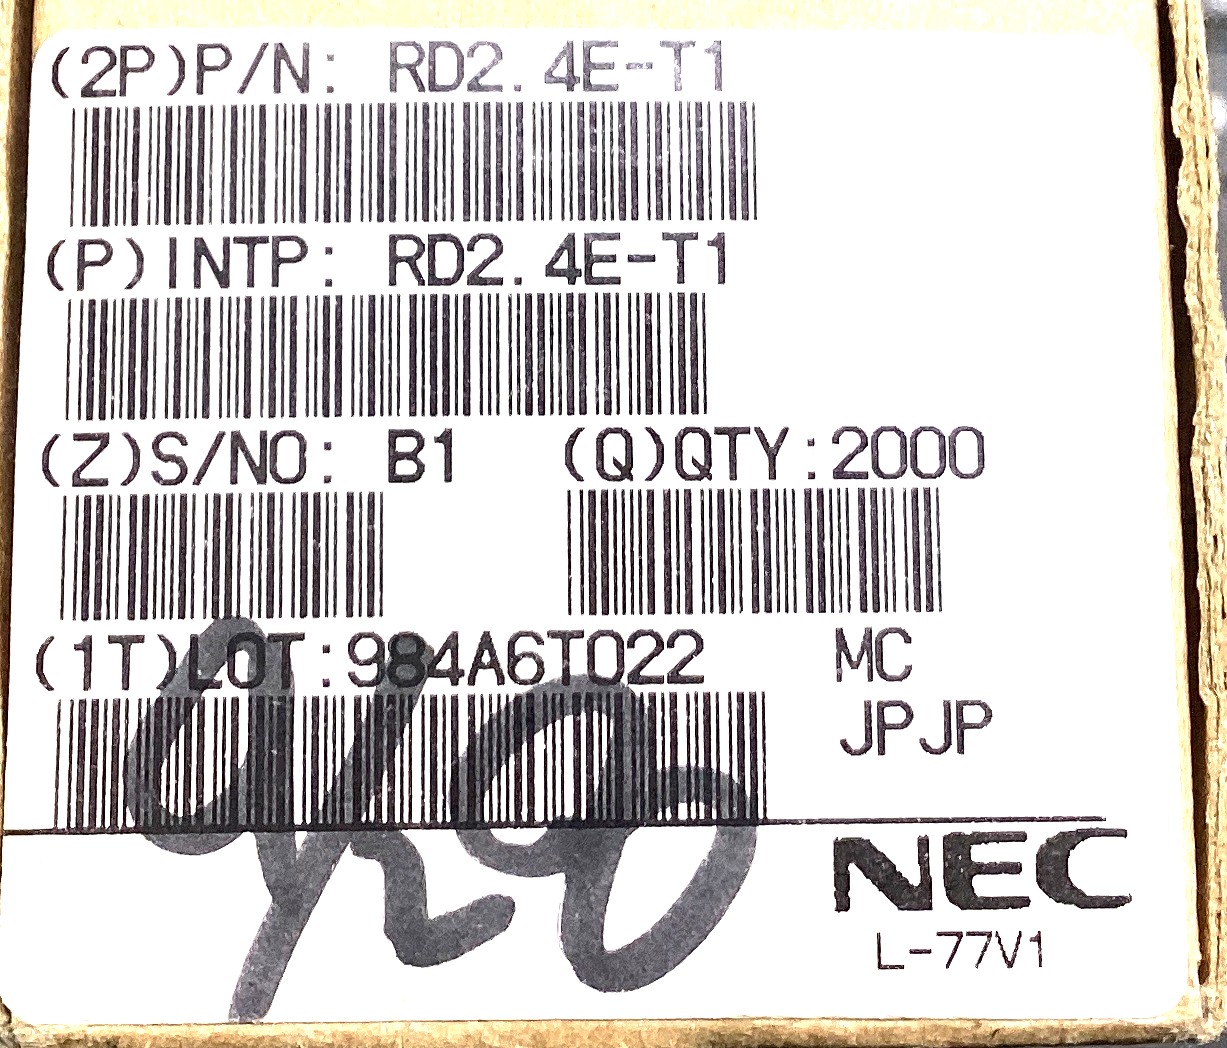 (2P)P/N: RD2.4E-T1
(P)INTP: RD2.4E-T1
(Z)S/NO: B1 (Q)QTY:2000
(1T)LOT:984A6T022 MC
JPJP
NEC
L-77V1